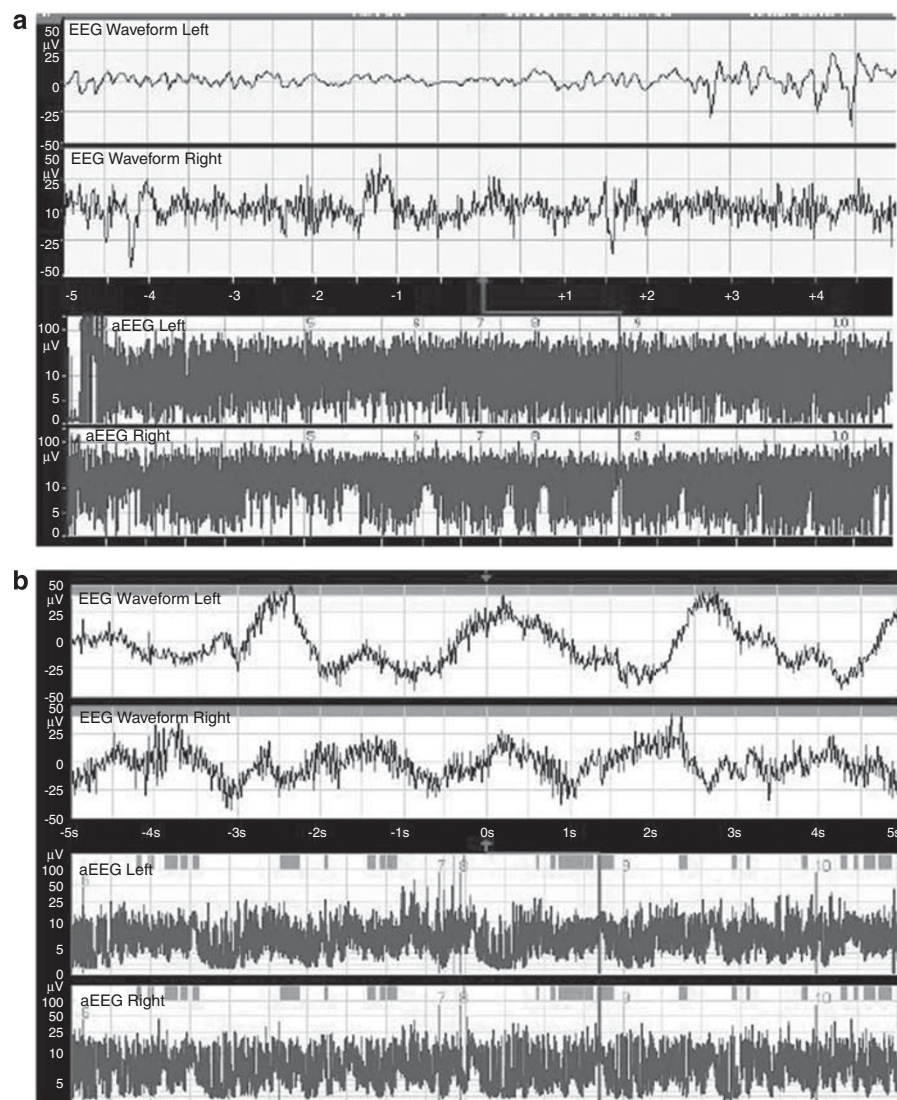 a
50
EEG Waveform Left
µV
25
0
-25
-50
50
EEG Waveform Right
µV
25
10
-25
-50
-5 -4 -3 -2 -1 +1 +2 +3 +4
100 aEEG Left 5 6 7 8 9 10
µV
10
5
0
100 aEEG Right 5 6 7 8 9 10
µV
10
5
0
b
50
µV EEG Waveform Left
25
0
-25
-50
50
µV EEG Waveform Right
25
0
-25
-50
-5s -4s -3s -2s -1s 0s 1s 2s 3s 4s 5s
µV
100 aEEG Left 7 8 9 10
50 6
25
10
5
0
µV
100 aEEG Right 7 8 9 10
50 6
25
10
5